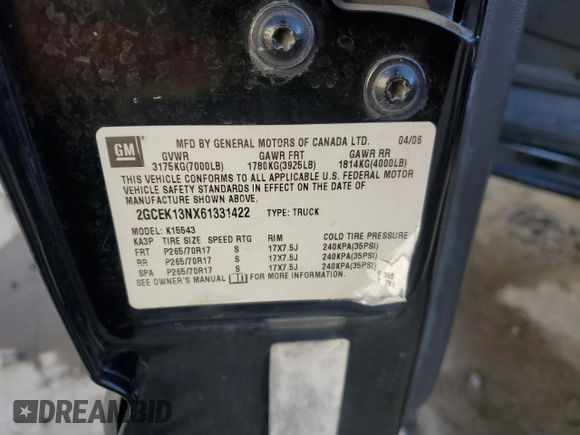 GM
MFD BY GENERAL MOTORS OF CANADA LTD. 04/06
GVWR GAWR FRT GAWR RR
3175KG(7000LB) 1780KG(3925LB) 1814KG(4000LB)
THIS VEHICLE CONFORMS TO ALL APPLICABLE U.S. FEDERAL MOTOR
VEHICLE SAFETY STANDARDS IN EFFECT ON THE DATE OF
MANUFACTURE SHOWN ABOVE.
2GCEK13NX61331422 TYPE: TRUCK
MODEL: K15543
KA3P TIRE SIZE SPEED RTG RIM COLD TIRE PRESSURE
FRT P265/70R17 S 17X7.5J 240KPA(35PSI)
RR P265/70R17 S 17X7.5J 240KPA(35PSI)
SPA P265/70R17 S 17X7.5J 240KPA(35PSI)
SEE OWNER'S MANUAL FOR MORE INFORMATION.
DREAM.BID